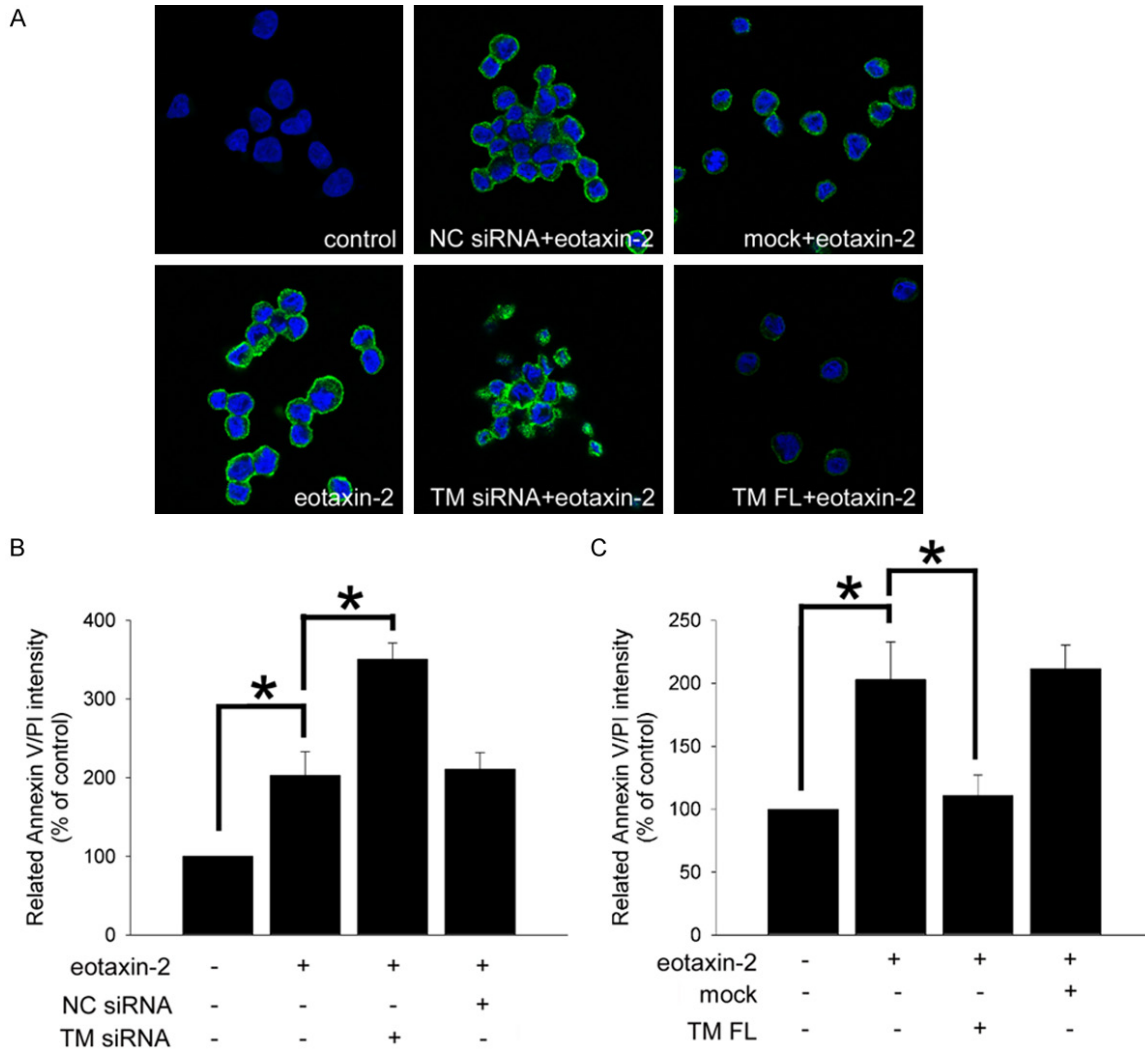 A
control
NC siRNA+eotaxin-2
mock+eotaxin-2
eotaxin-2
TM siRNA+eotaxin-2
TM FL+eotaxin-2
B
Related Annexin V/PI intensity
(% of control)
400
300
200
100
0
*
*
eotaxin-2 - + + +
NC siRNA - - - +
TM siRNA - - + -
C
Related Annexin V/PI intensity
(% of control)
250
200
150
100
50
0
*
*
eotaxin-2 - + + +
mock - - - +
TM FL - - + -